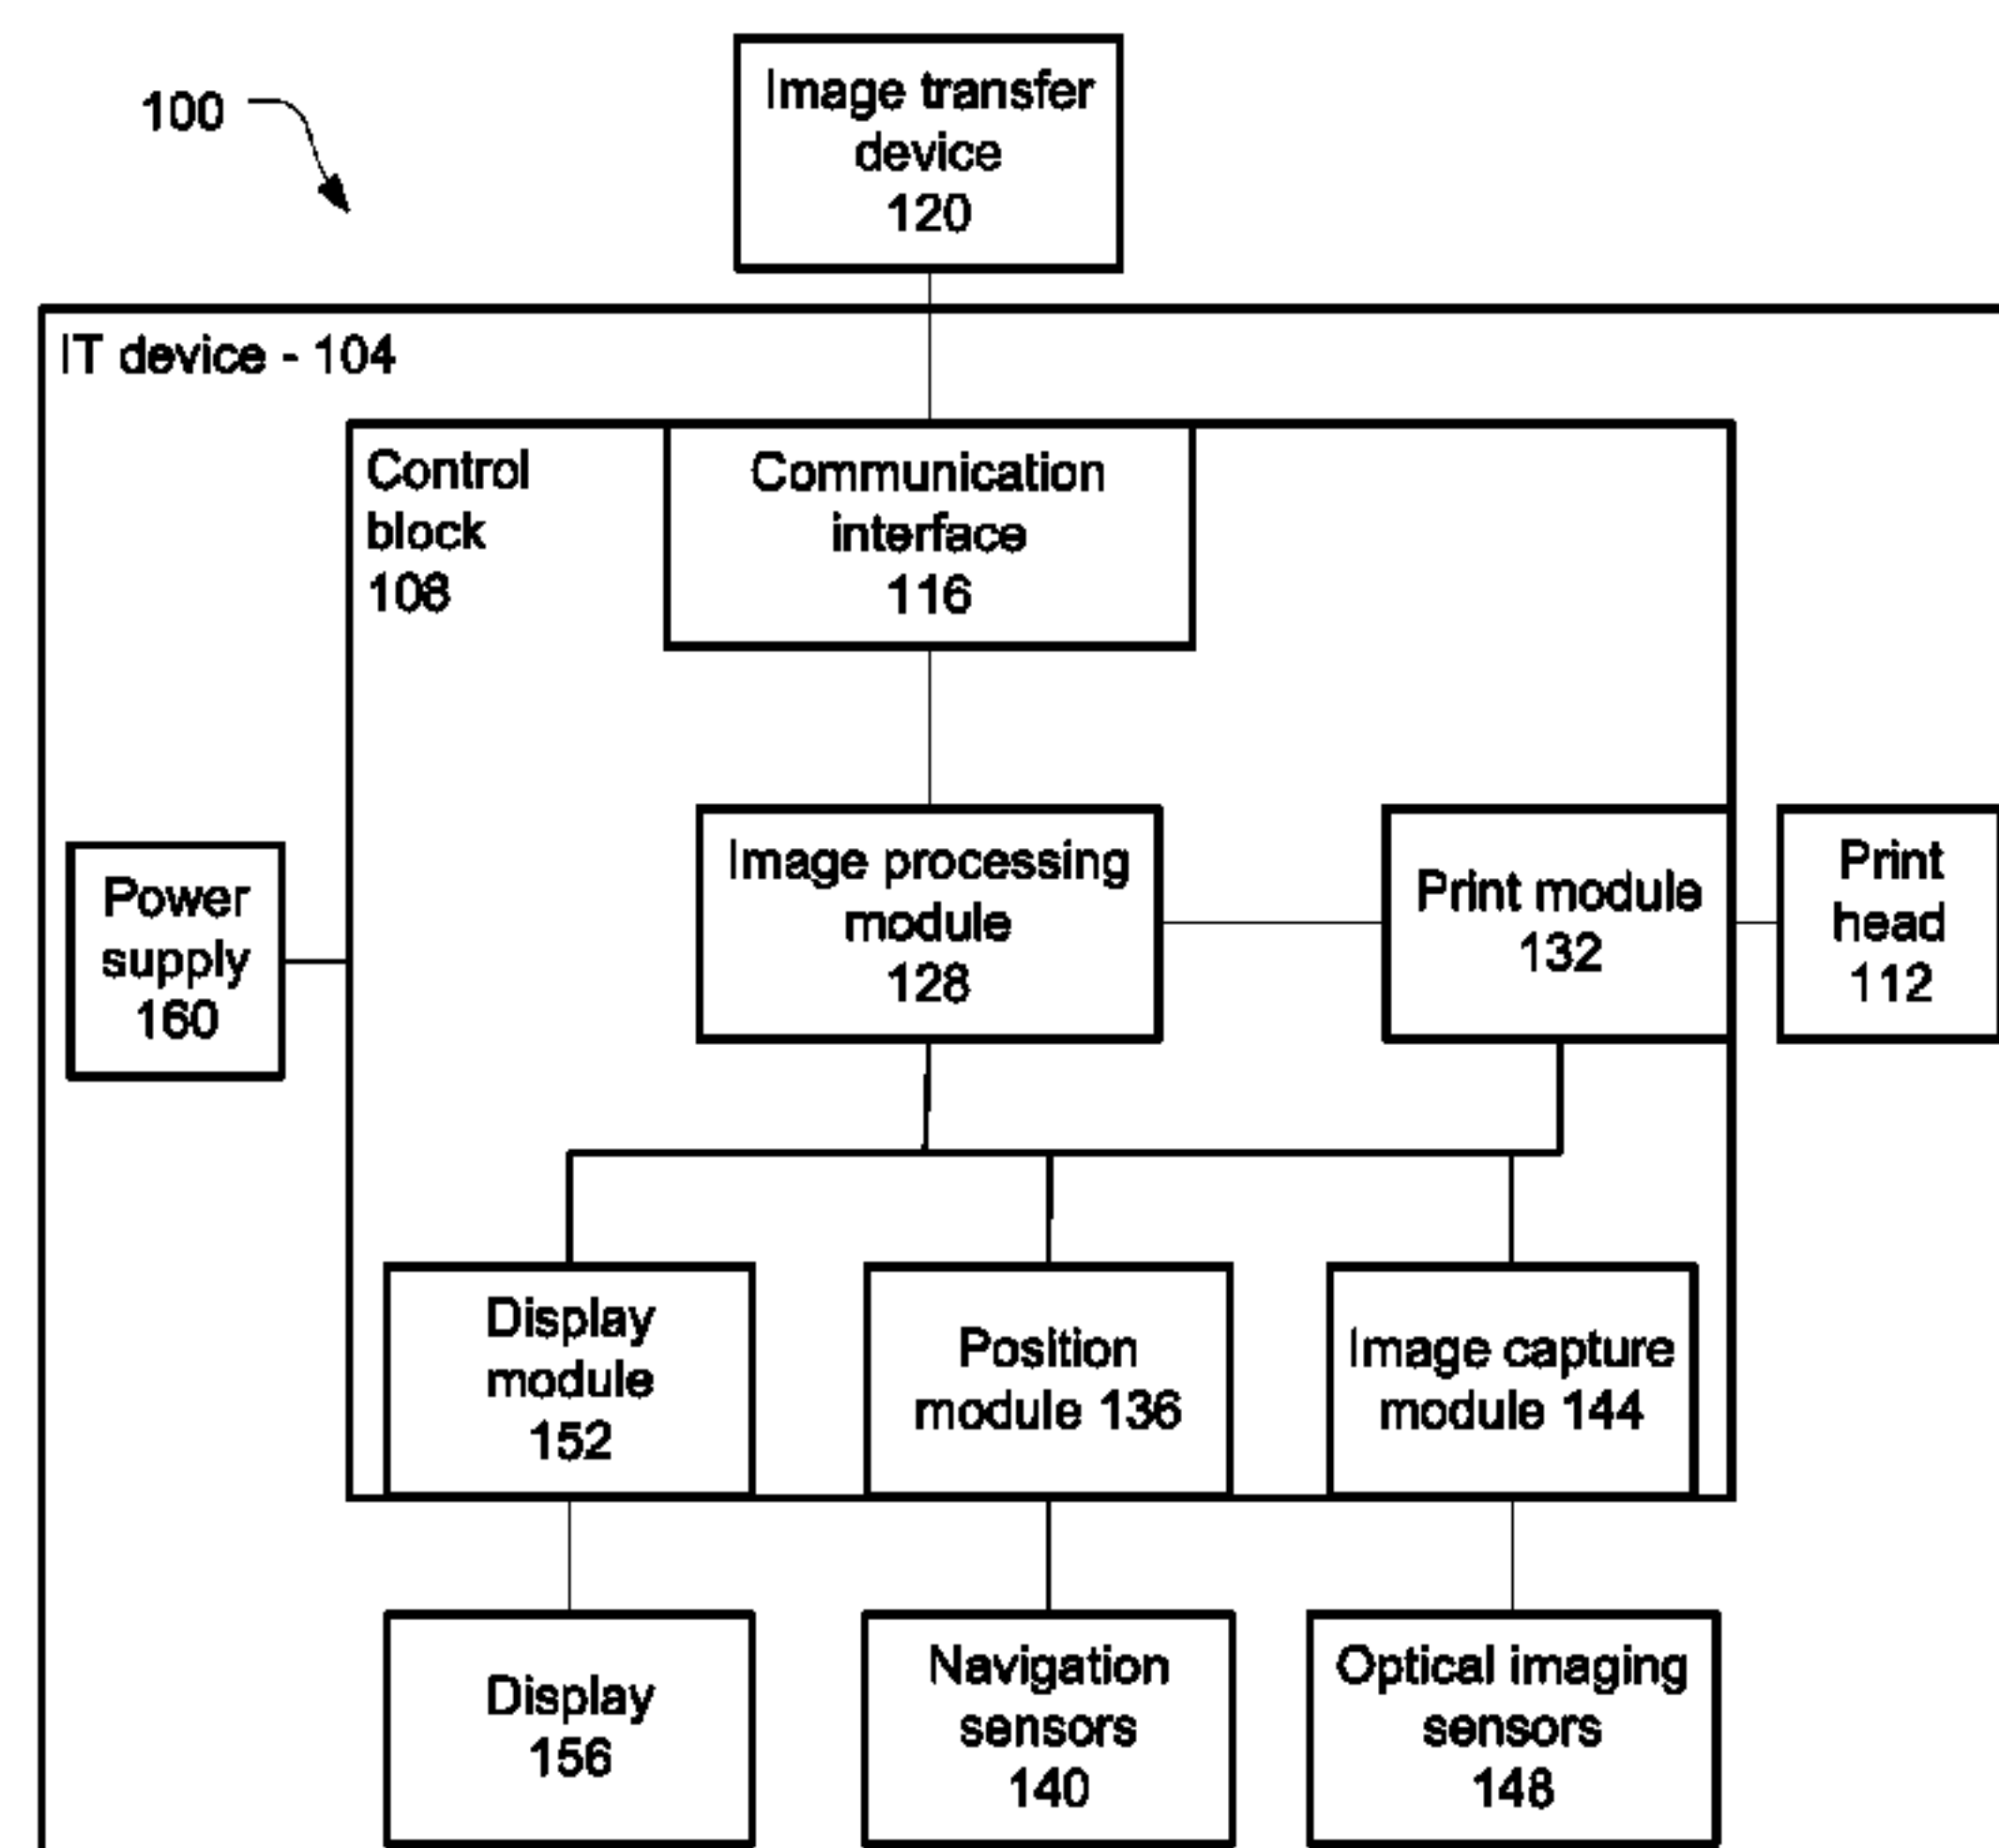 100
Image transfer
device
120
IT device - 104
Control
block
108
Communication
interface
116
Power
supply
160
Image processing
module
128
Print module
132
Print
head
112
Display
module
152
Position
module 136
Image capture
module 144
Display
156
Navigation
sensors
140
Optical imaging
sensors
148